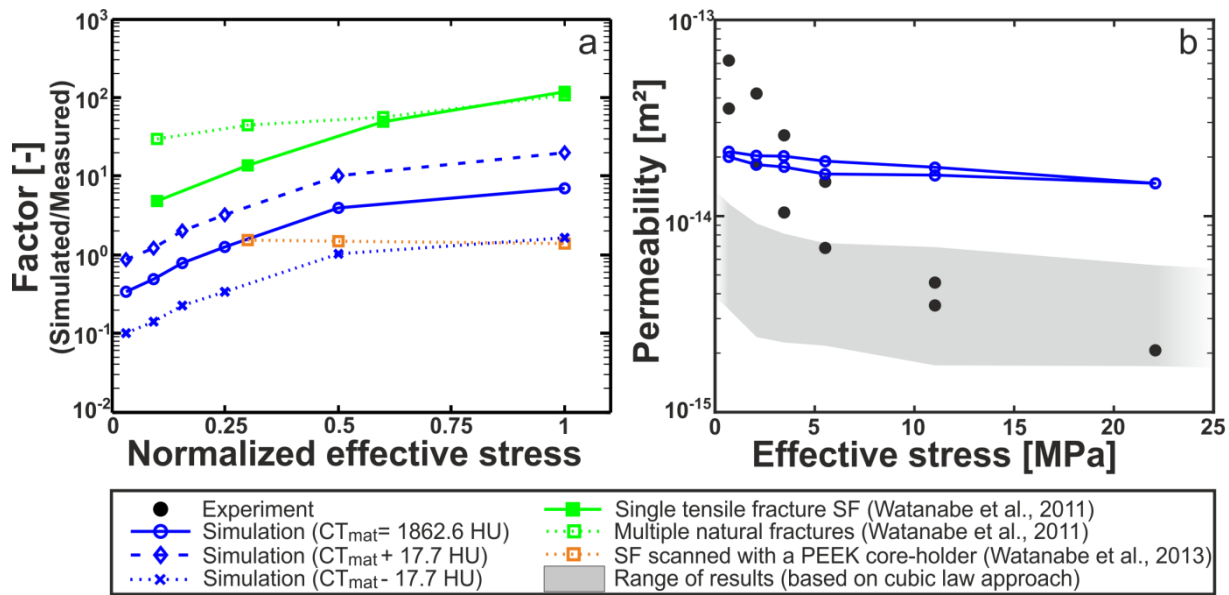 a
10³
10²
10¹
10⁰
10⁻¹
10⁻²
Factor [-]
(Simulated/Measured)
0 0.25 0.5 0.75 1
Normalized effective stress
b
10⁻¹³
10⁻¹⁴
10⁻¹⁵
Permeability [m²]
0 5 10 15 20 25
Effective stress [MPa]
Experiment
Simulation (CTmat= 1862.6 HU)
Simulation (CTmat+ 17.7 HU)
Simulation (CTmat- 17.7 HU)
Single tensile fracture SF (Watanabe et al., 2011)
Multiple natural fractures (Watanabe et al., 2011)
SF scanned with a PEEK core-holder (Watanabe et al., 2013)
Range of results (based on cubic law approach)